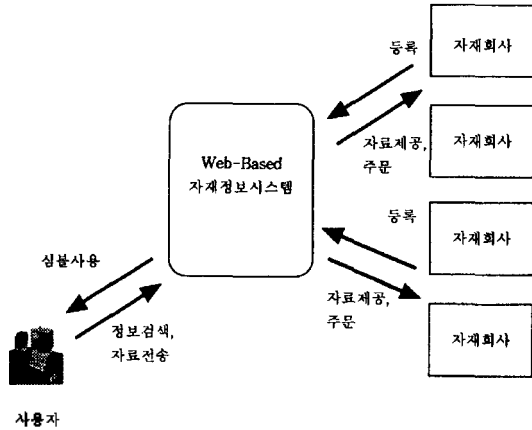 등록
자재회사
자료제공,
주문
자재회사
Web-Based
자재정보시스템
등록
자재회사
자료제공,
주문
자재회사
심볼사용
정보검색,
자료전송
사용자